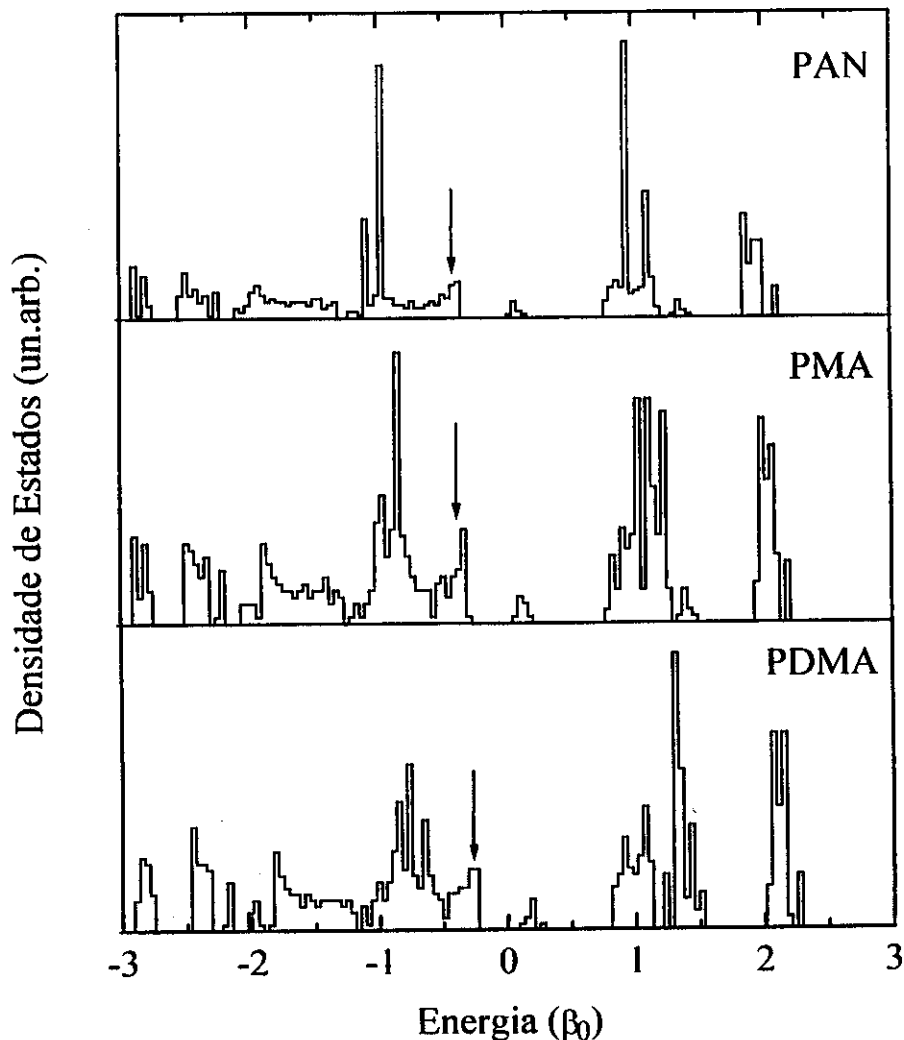 PAN
PMA
PDMA
Densidade de Estados (un.arb.)
-3 -2 -1 0 1 2 3
Energia (β₀)